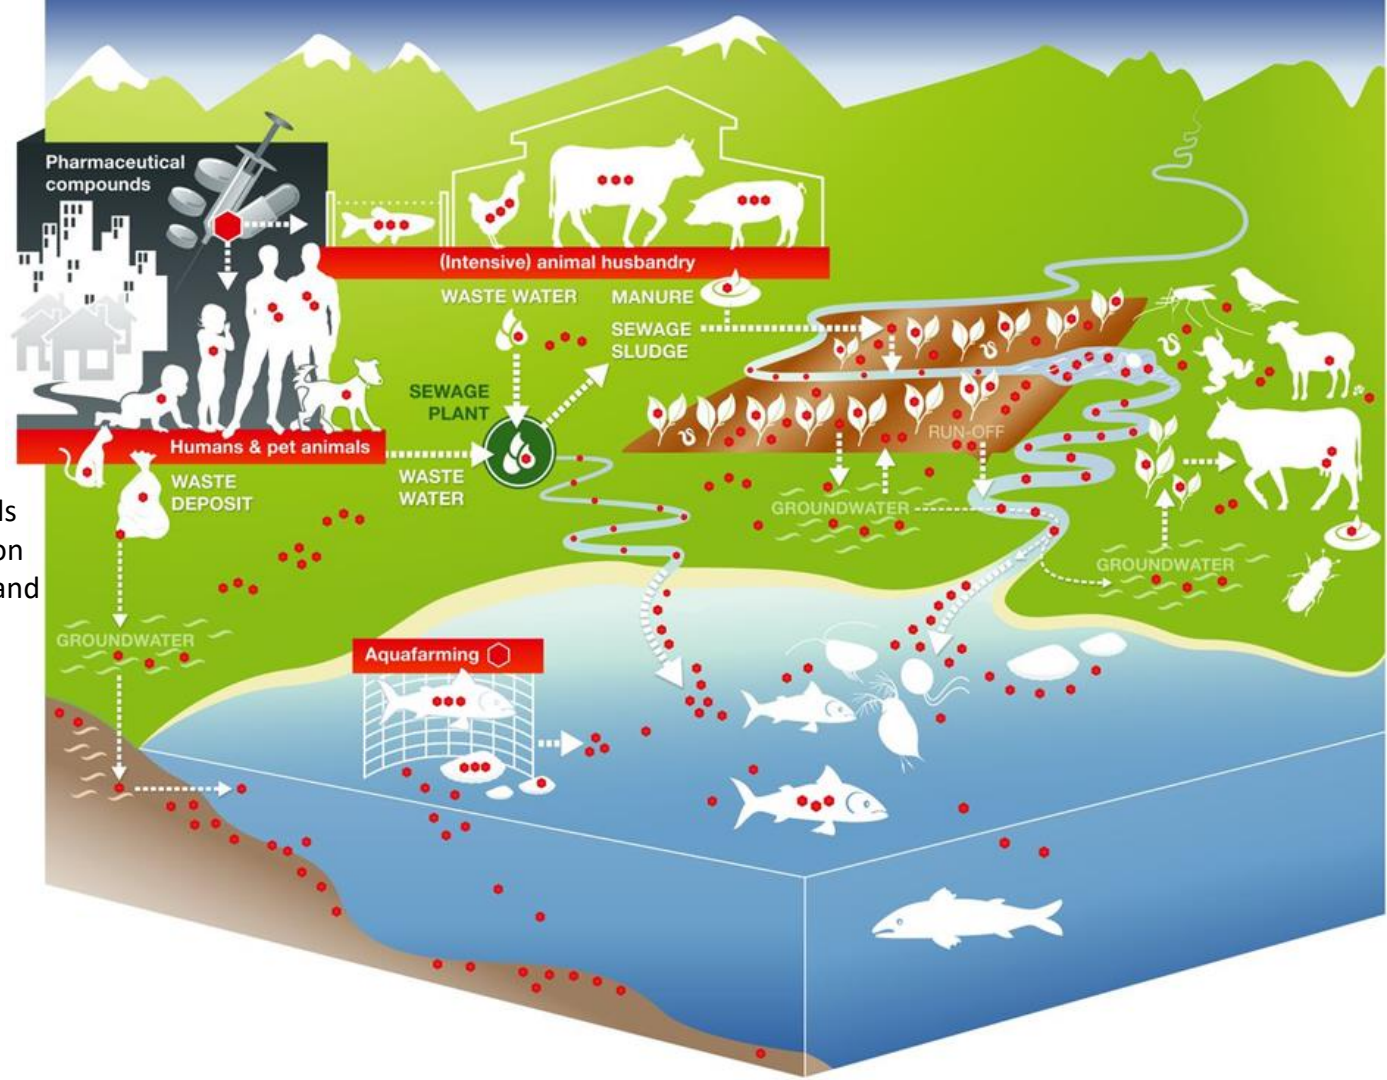 Pharmaceutical
compounds
(Intensive) animal husbandry
WASTE WATER
MANURE
SEWAGE
SLUDGE
SEWAGE
PLANT
RUN-OFF
Humans & pet animals
WASTE
DEPOSIT
WASTE
WATER
GROUNDWATER
GROUNDWATER
and
GROUNDWATER
Aquafarming